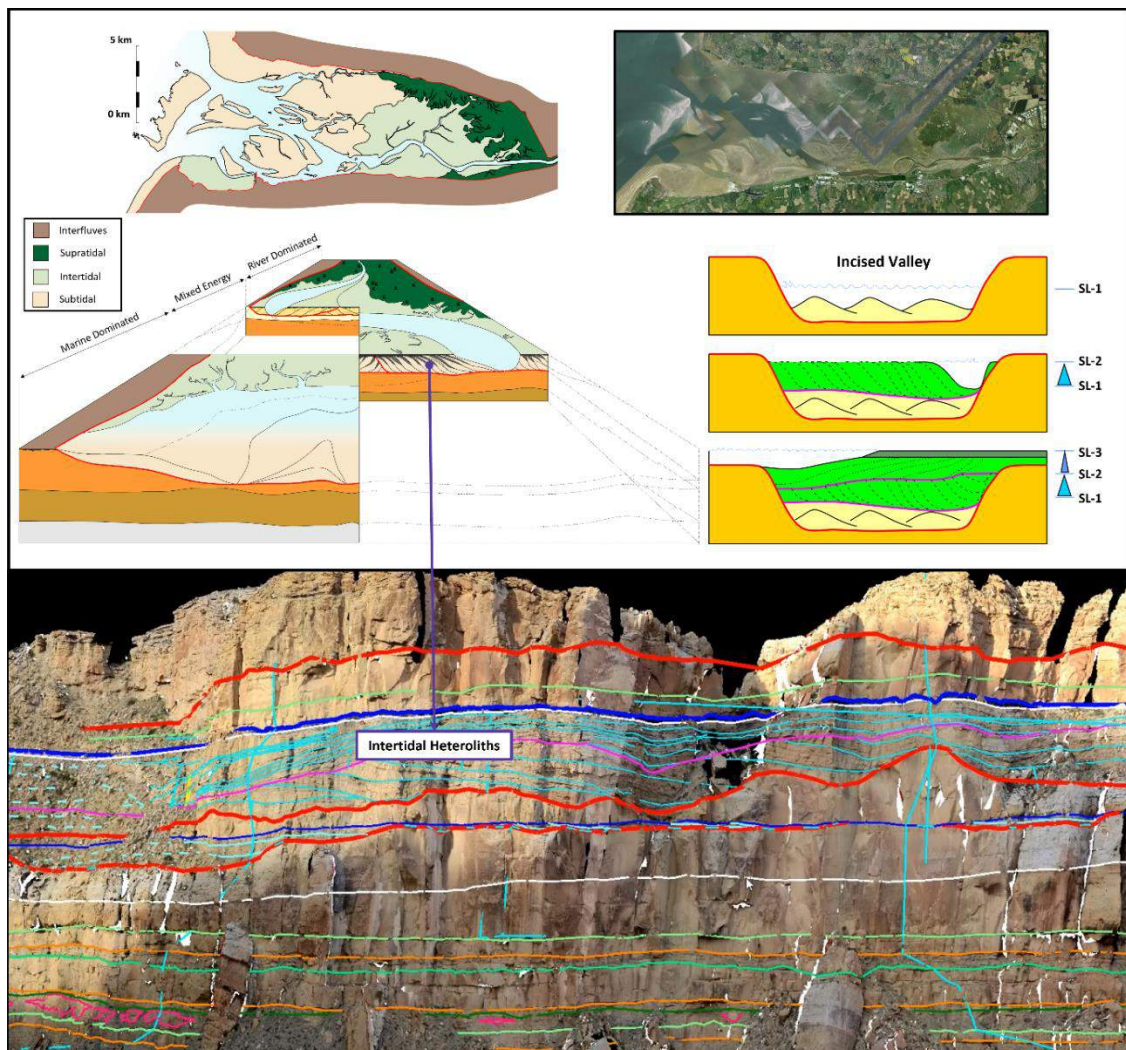 5 km
0 km
Interfluves
Supratidal
Intertidal
Subtidal
Marine Dominated
Mixed Energy
River Dominated
Incised Valley
SL-1
SL-2
SL-1
SL-3
SL-2
SL-1
Intertidal Heteroliths